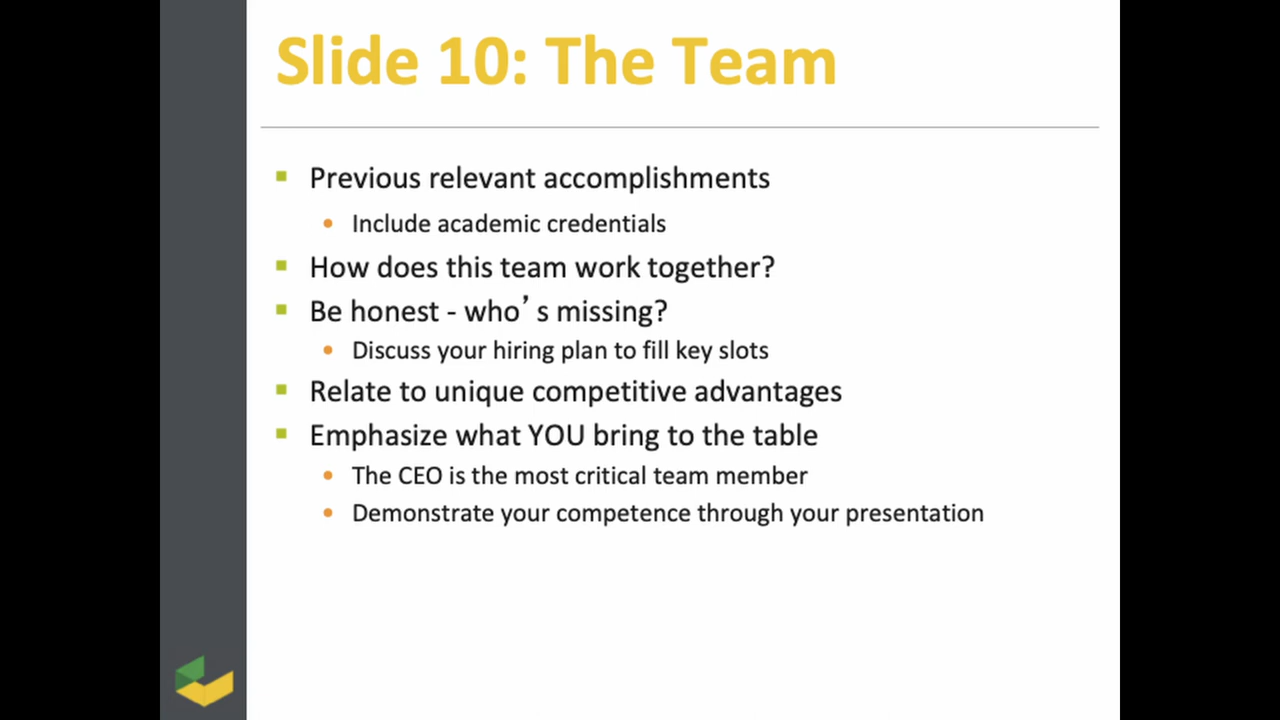 Slide 10: The Team
Previous relevant accomplishments
Include academic credentials
How does this team work together?
Be honest - who’s missing?
Discuss your hiring plan to fill key slots
Relate to unique competitive advantages
Emphasize what YOU bring to the table
The CEO is the most critical team member
Demonstrate your competence through your presentation